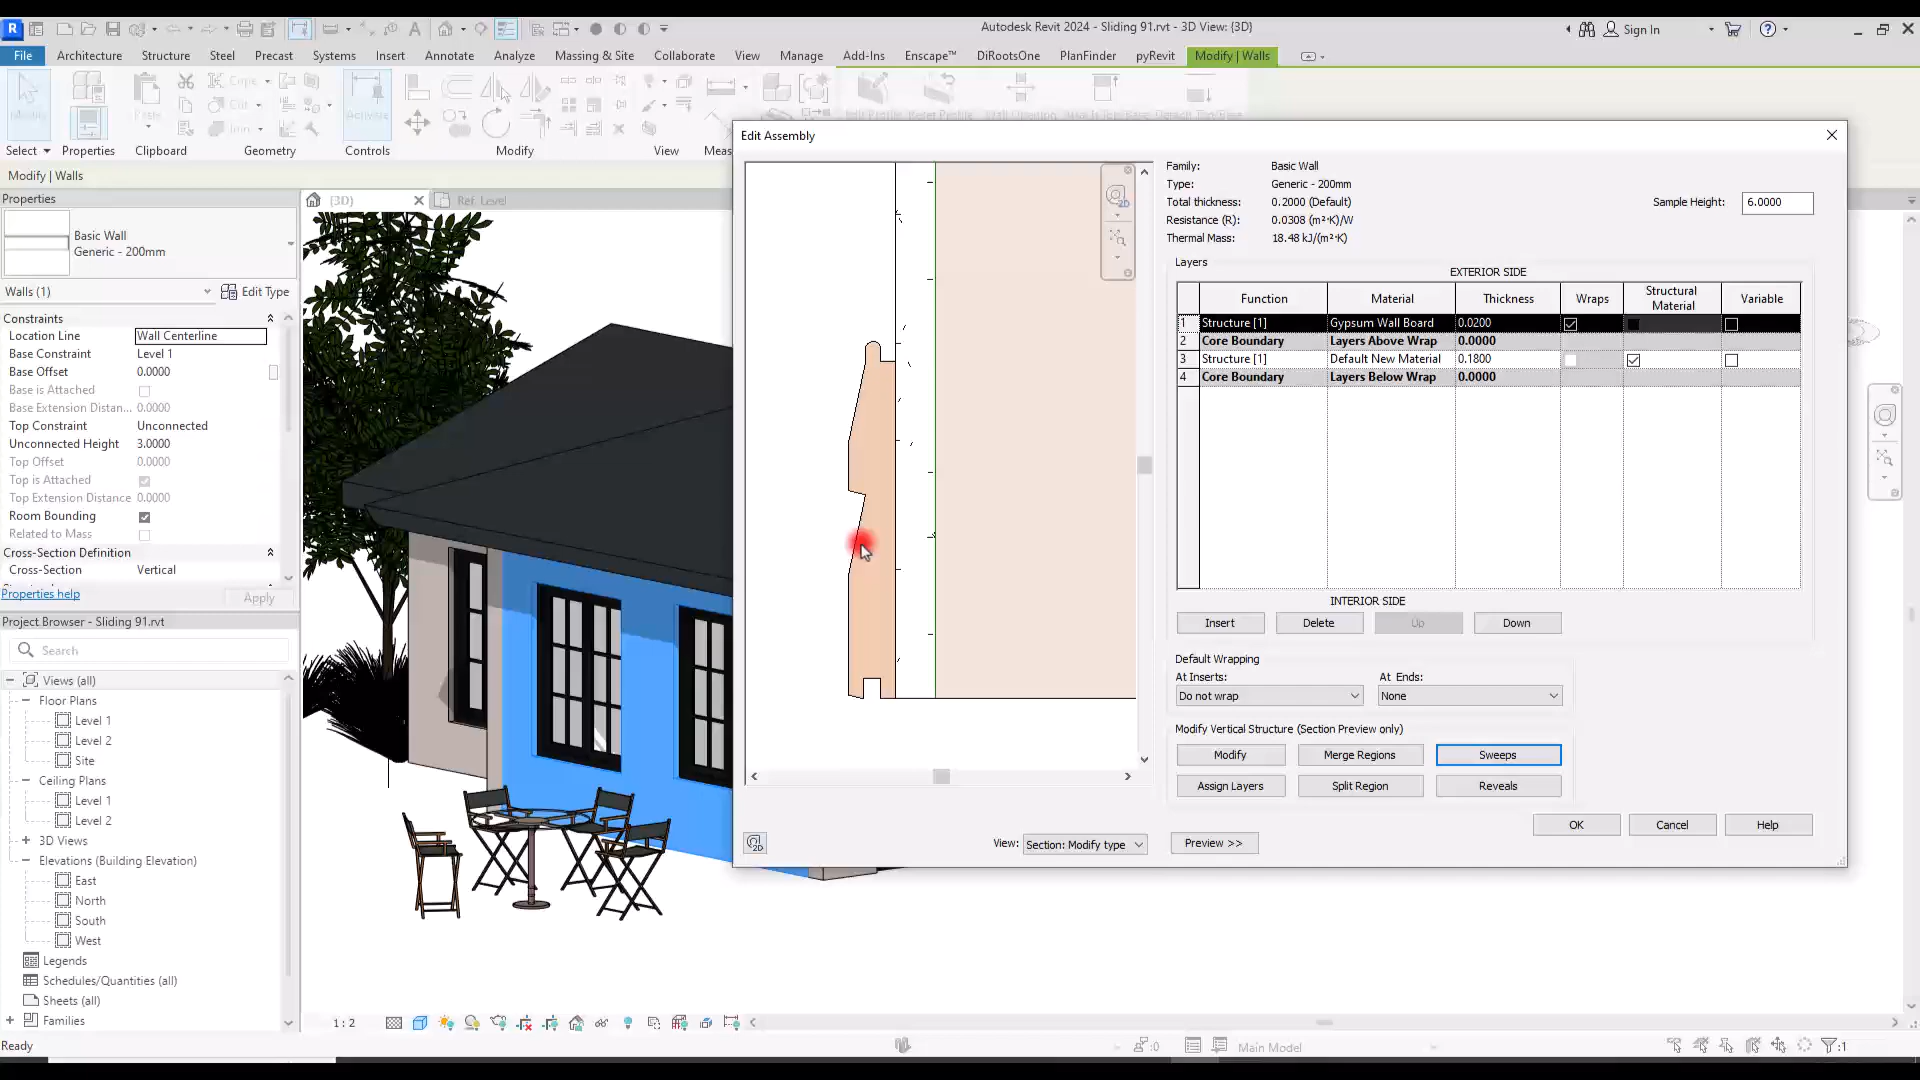 Autodesk Revit 2024 - Sliding 91.rvt - 3D View: {3D}
Sign In
File
Architecture
Structure
Steel
Precast
Systems
Insert
Annotate
Analyze
Massing & Site
Collaborate
View
Manage
Add-Ins
Enscape™
DiRootsOne
PlanFinder
pyRevit
Modify | Walls
Modify
Paste
Cope
Cut
Join
Activate
Select
Properties
Clipboard
Geometry
Controls
Modify
View
Meas
Modify | Walls
Properties
Basic Wall
Generic - 200mm
Walls (1)
Edit Type
Constraints
Location Line Wall Centerline
Base Constraint Level 1
Base Offset 0.0000
Base is Attached
Base Extension Distan... 0.0000
Top Constraint Unconnected
Unconnected Height 3.0000
Top Offset 0.0000
Top is Attached
Top Extension Distance 0.0000
Room Bounding
Related to Mass
Cross-Section Definition
Cross-Section Vertical
Properties help
Apply
Project Browser - Sliding 91.rvt
Search
Views (all)
Floor Plans
Level 1
Level 2
Site
Ceiling Plans
Level 1
Level 2
3D Views
Elevations (Building Elevation)
East
North
South
West
Legends
Schedules/Quantities (all)
Sheets (all)
Families
{3D}
Ref. Level
1 : 2
Ready
:0
Main Model
:1
Edit Assembly
Family: Basic Wall
Type: Generic - 200mm
Total thickness: 0.2000 (Default)
Resistance (R): 0.0308 (m²·K)/W
Thermal Mass: 18.48 kJ/(m²·K)
Sample Height: 6.0000
Layers
EXTERIOR SIDE
Function Material Thickness Wraps Structural Material Variable
1 Structure [1] Gypsum Wall Board 0.0200
2 Core Boundary Layers Above Wrap 0.0000
3 Structure [1] Default New Material 0.1800
4 Core Boundary Layers Below Wrap 0.0000
INTERIOR SIDE
Insert
Delete
Up
Down
Default Wrapping
At Inserts:
At Ends:
Do not wrap
None
Modify Vertical Structure (Section Preview only)
Modify
Merge Regions
Sweeps
Assign Layers
Split Region
Reveals
OK
Cancel
Help
View: Section: Modify type
Preview >>